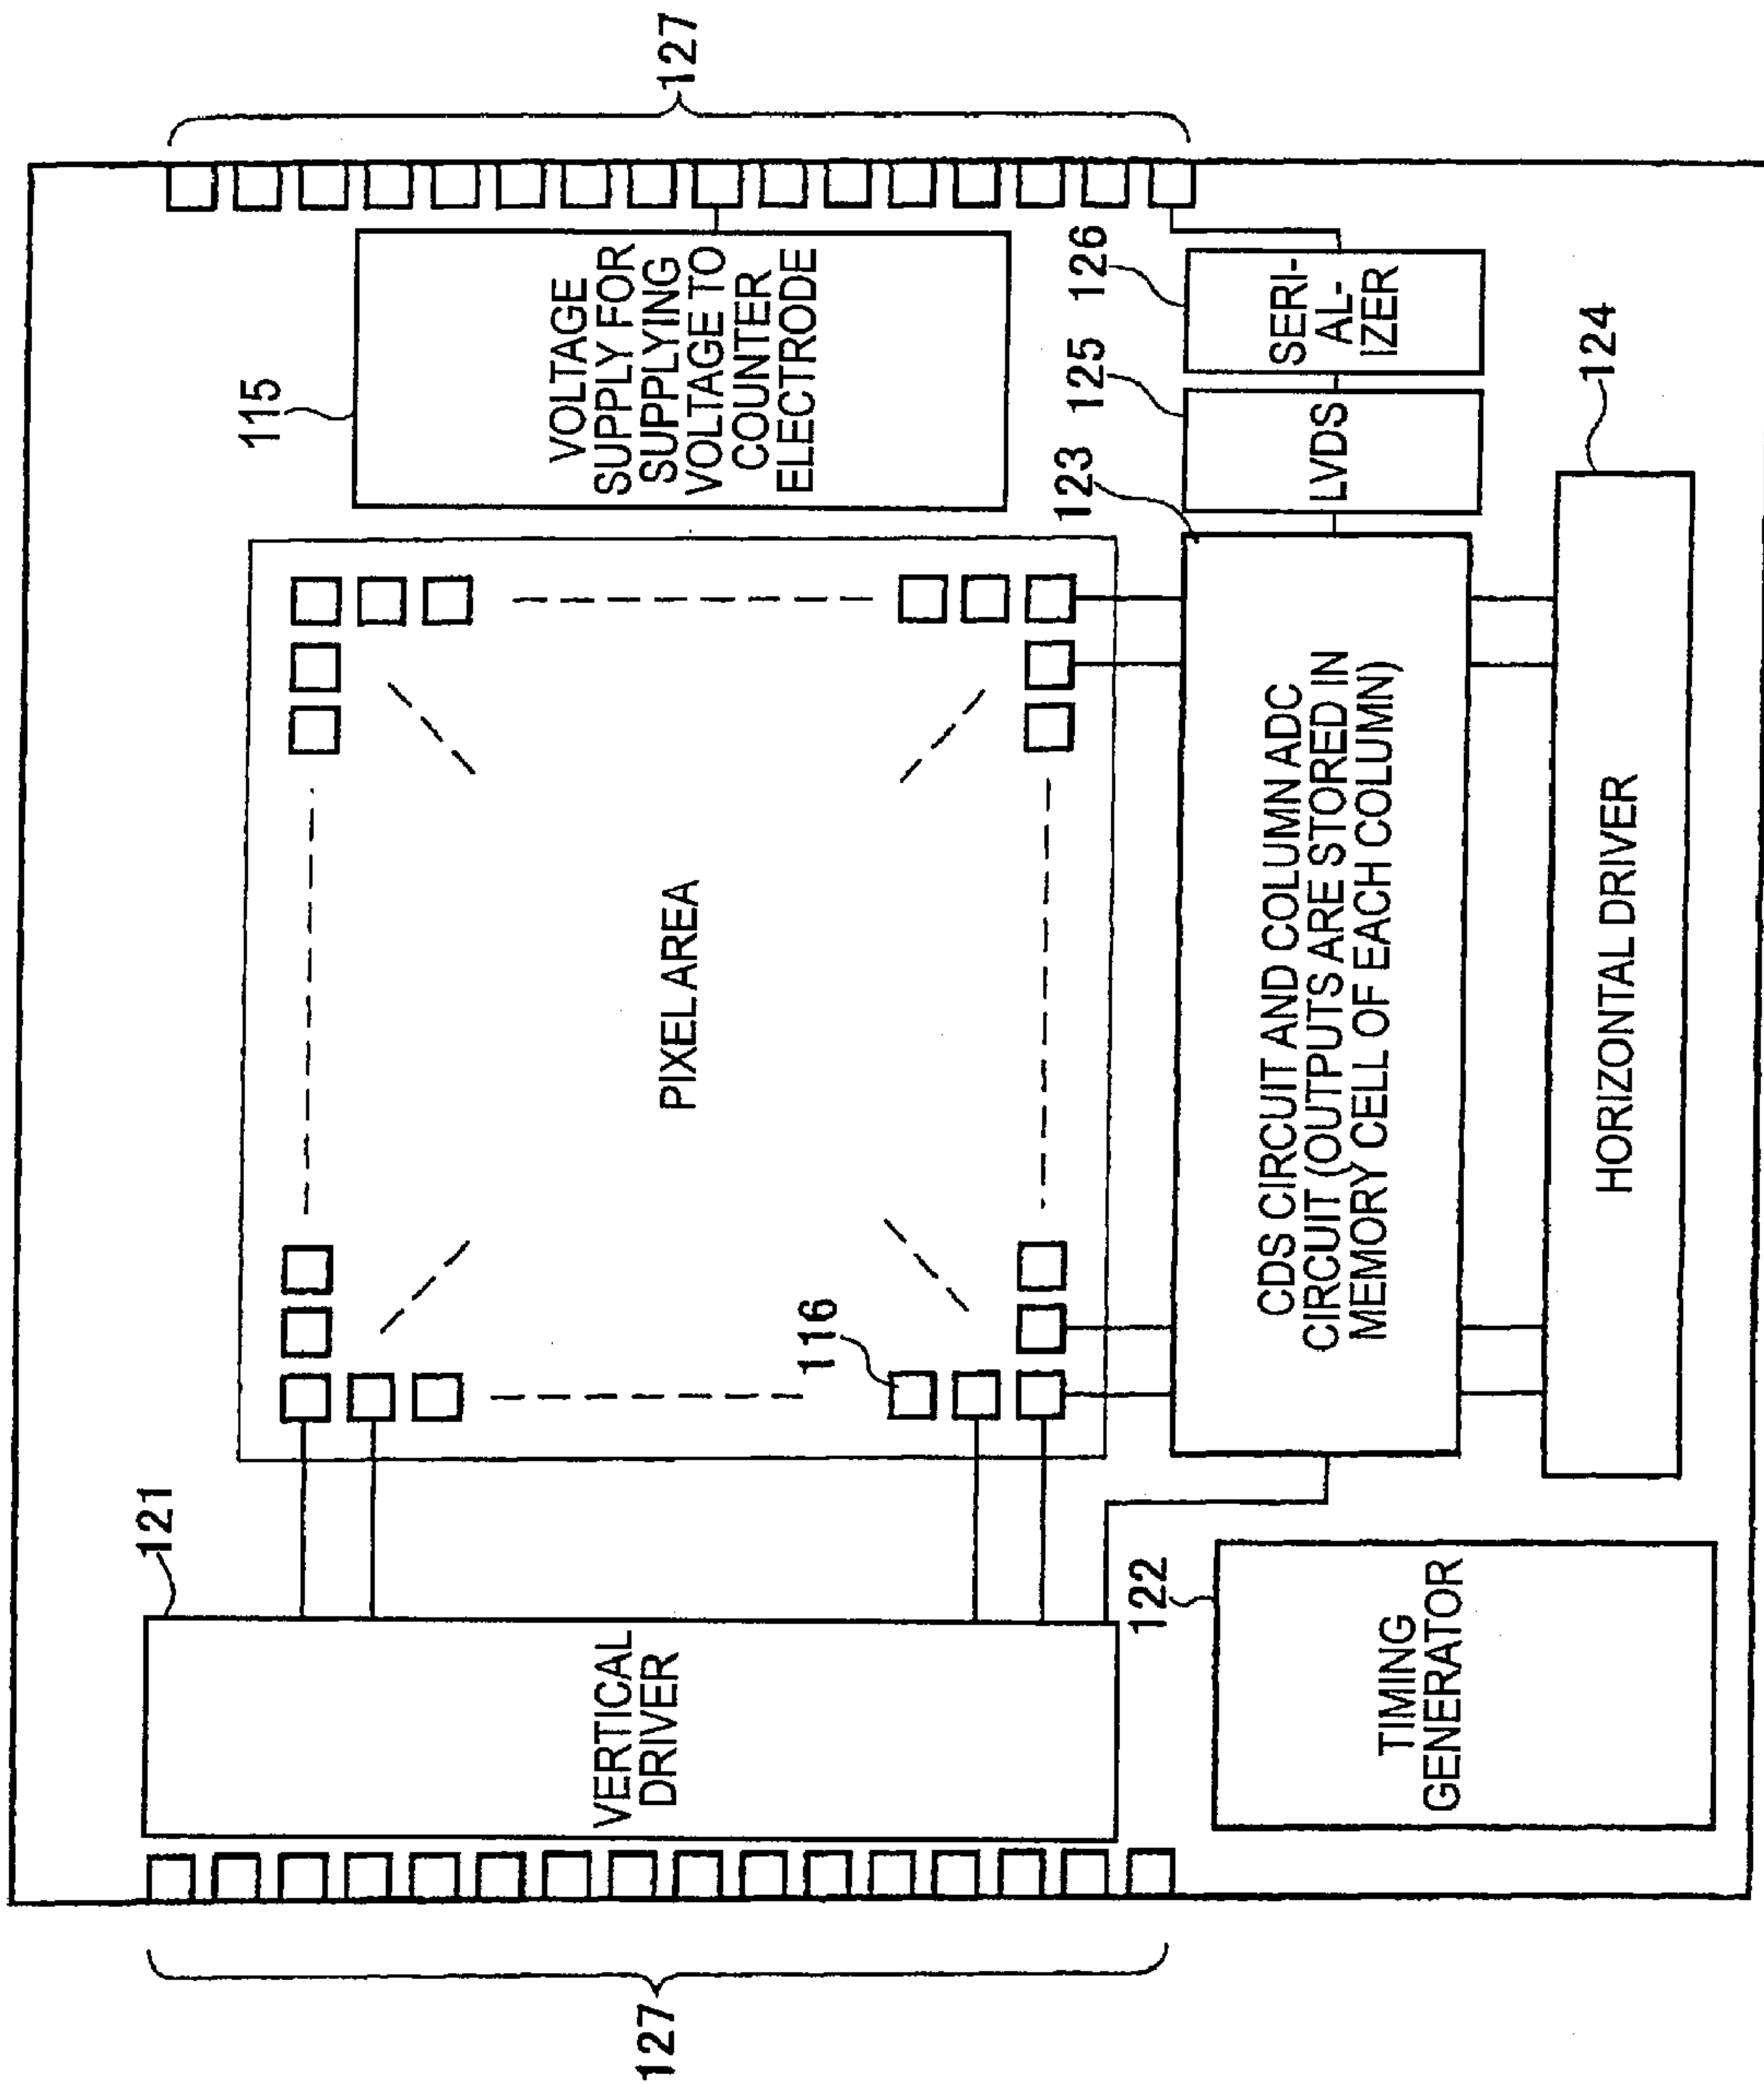 127
127
121
VERTICAL
DRIVER
116
PIXEL AREA
115
VOLTAGE
SUPPLY FOR
SUPPLYING
VOLTAGE TO
COUNTER
ELECTRODE
122
TIMING
GENERATOR
123
CDS CIRCUIT AND COLUMN ADC
CIRCUIT (OUTPUTS ARE STORED IN
MEMORY CELL OF EACH COLUMN)
125
LVDS
126
SERI-
AL-
IZER
124
HORIZONTAL DRIVER